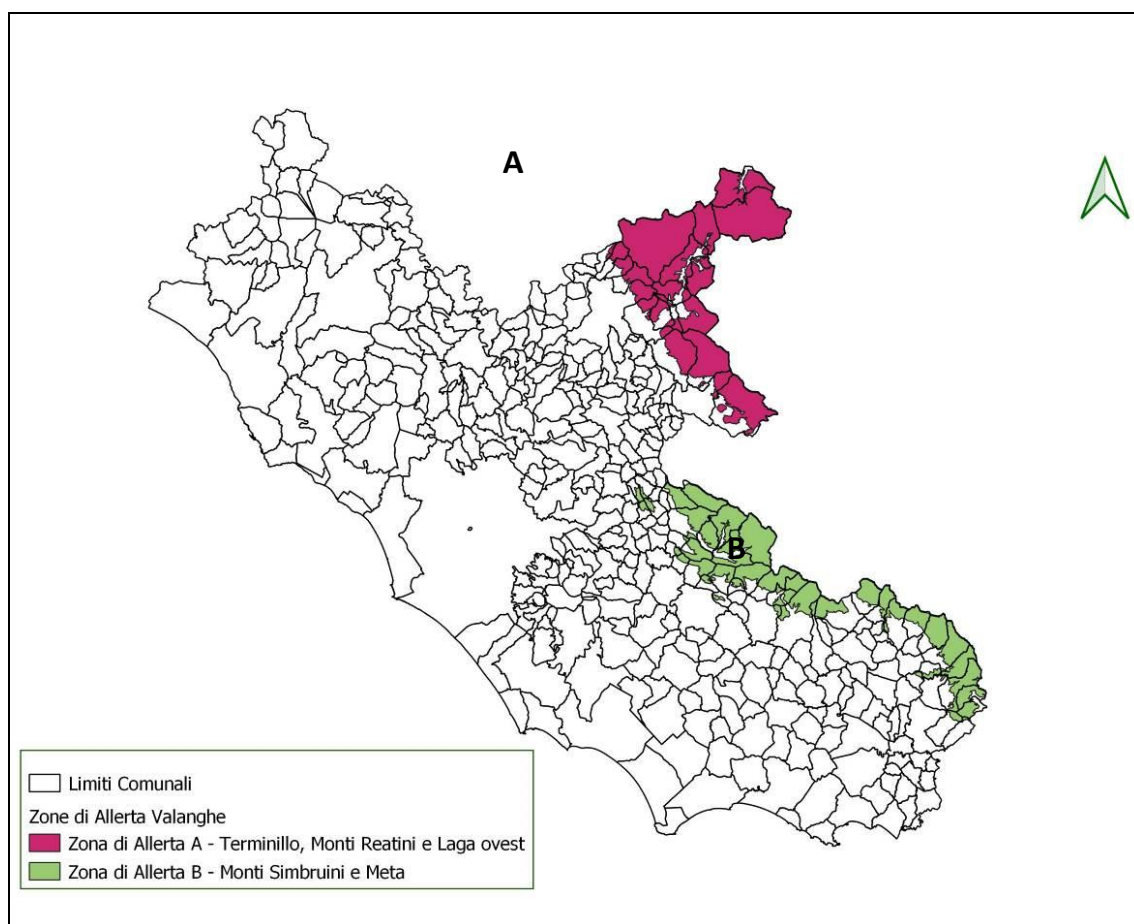 A
B
Limiti Comunali
Zone di Allerta Valanghe
Zona di Allerta A - Terminillo, Monti Reatini e Laga ovest
Zona di Allerta B - Monti Simbruini e Meta